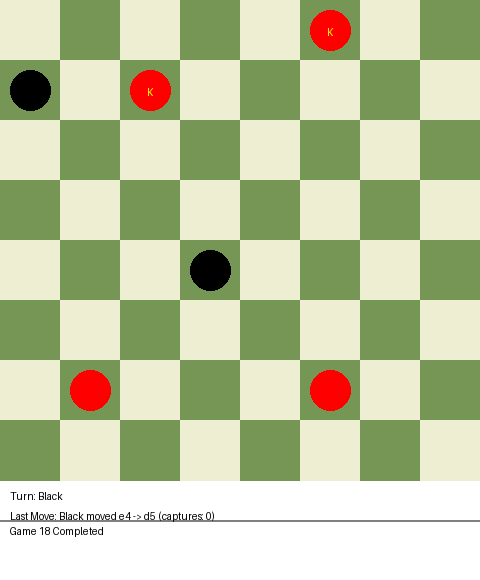 K
K
Turn: Black
Last Move: Black moved e4 -> d5 (captures: 0)
Game 18 Completed